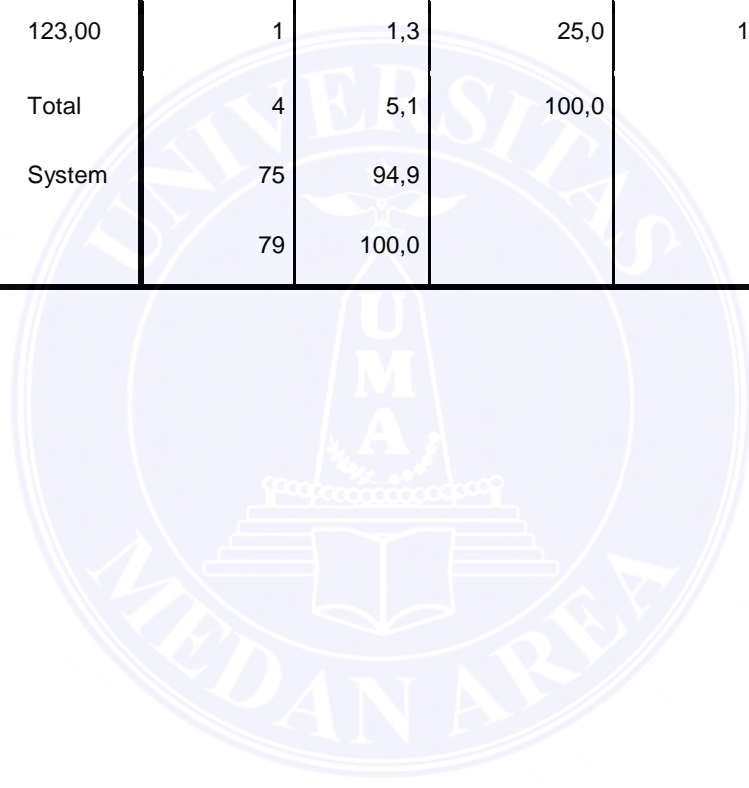 123,00 1 1,3 25,0 1
Total 4 5,1 100,0
System 75 94,9
79 100,0
UNIVERSITAS
UMA
MEDAN AREA